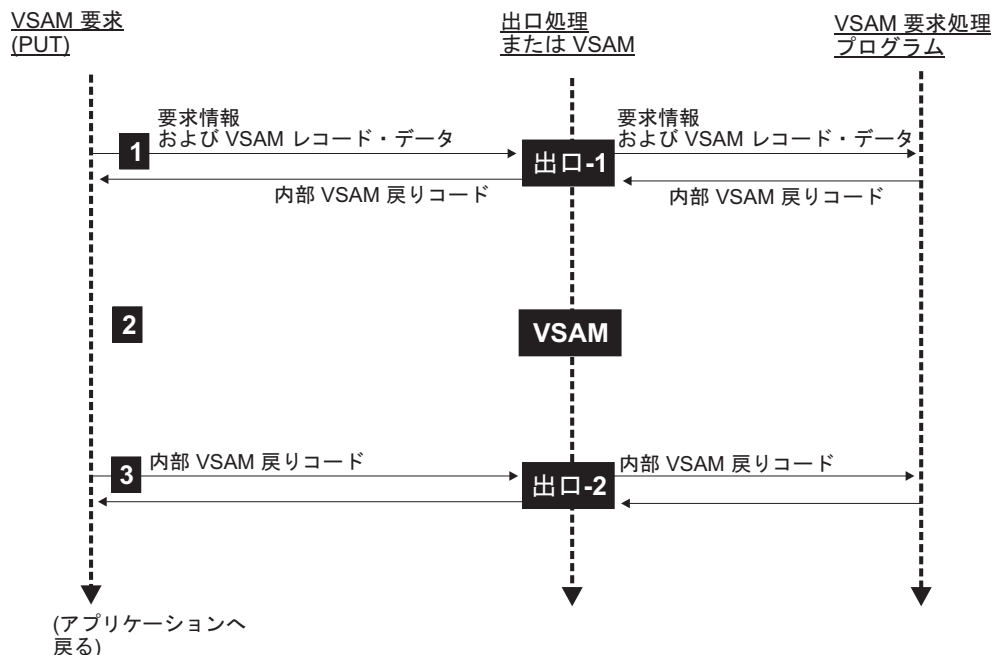 VSAM 要求
(PUT)
出口処理
または VSAM
VSAM 要求処理
プログラム
1
要求情報
および VSAM レコード・データ
出口-1
要求情報
および VSAM レコード・データ
内部 VSAM 戻りコード
内部 VSAM 戻りコード
2
VSAM
3
内部 VSAM 戻りコード
出口-2
内部 VSAM 戻りコード
(アプリケーションへ
戻る)